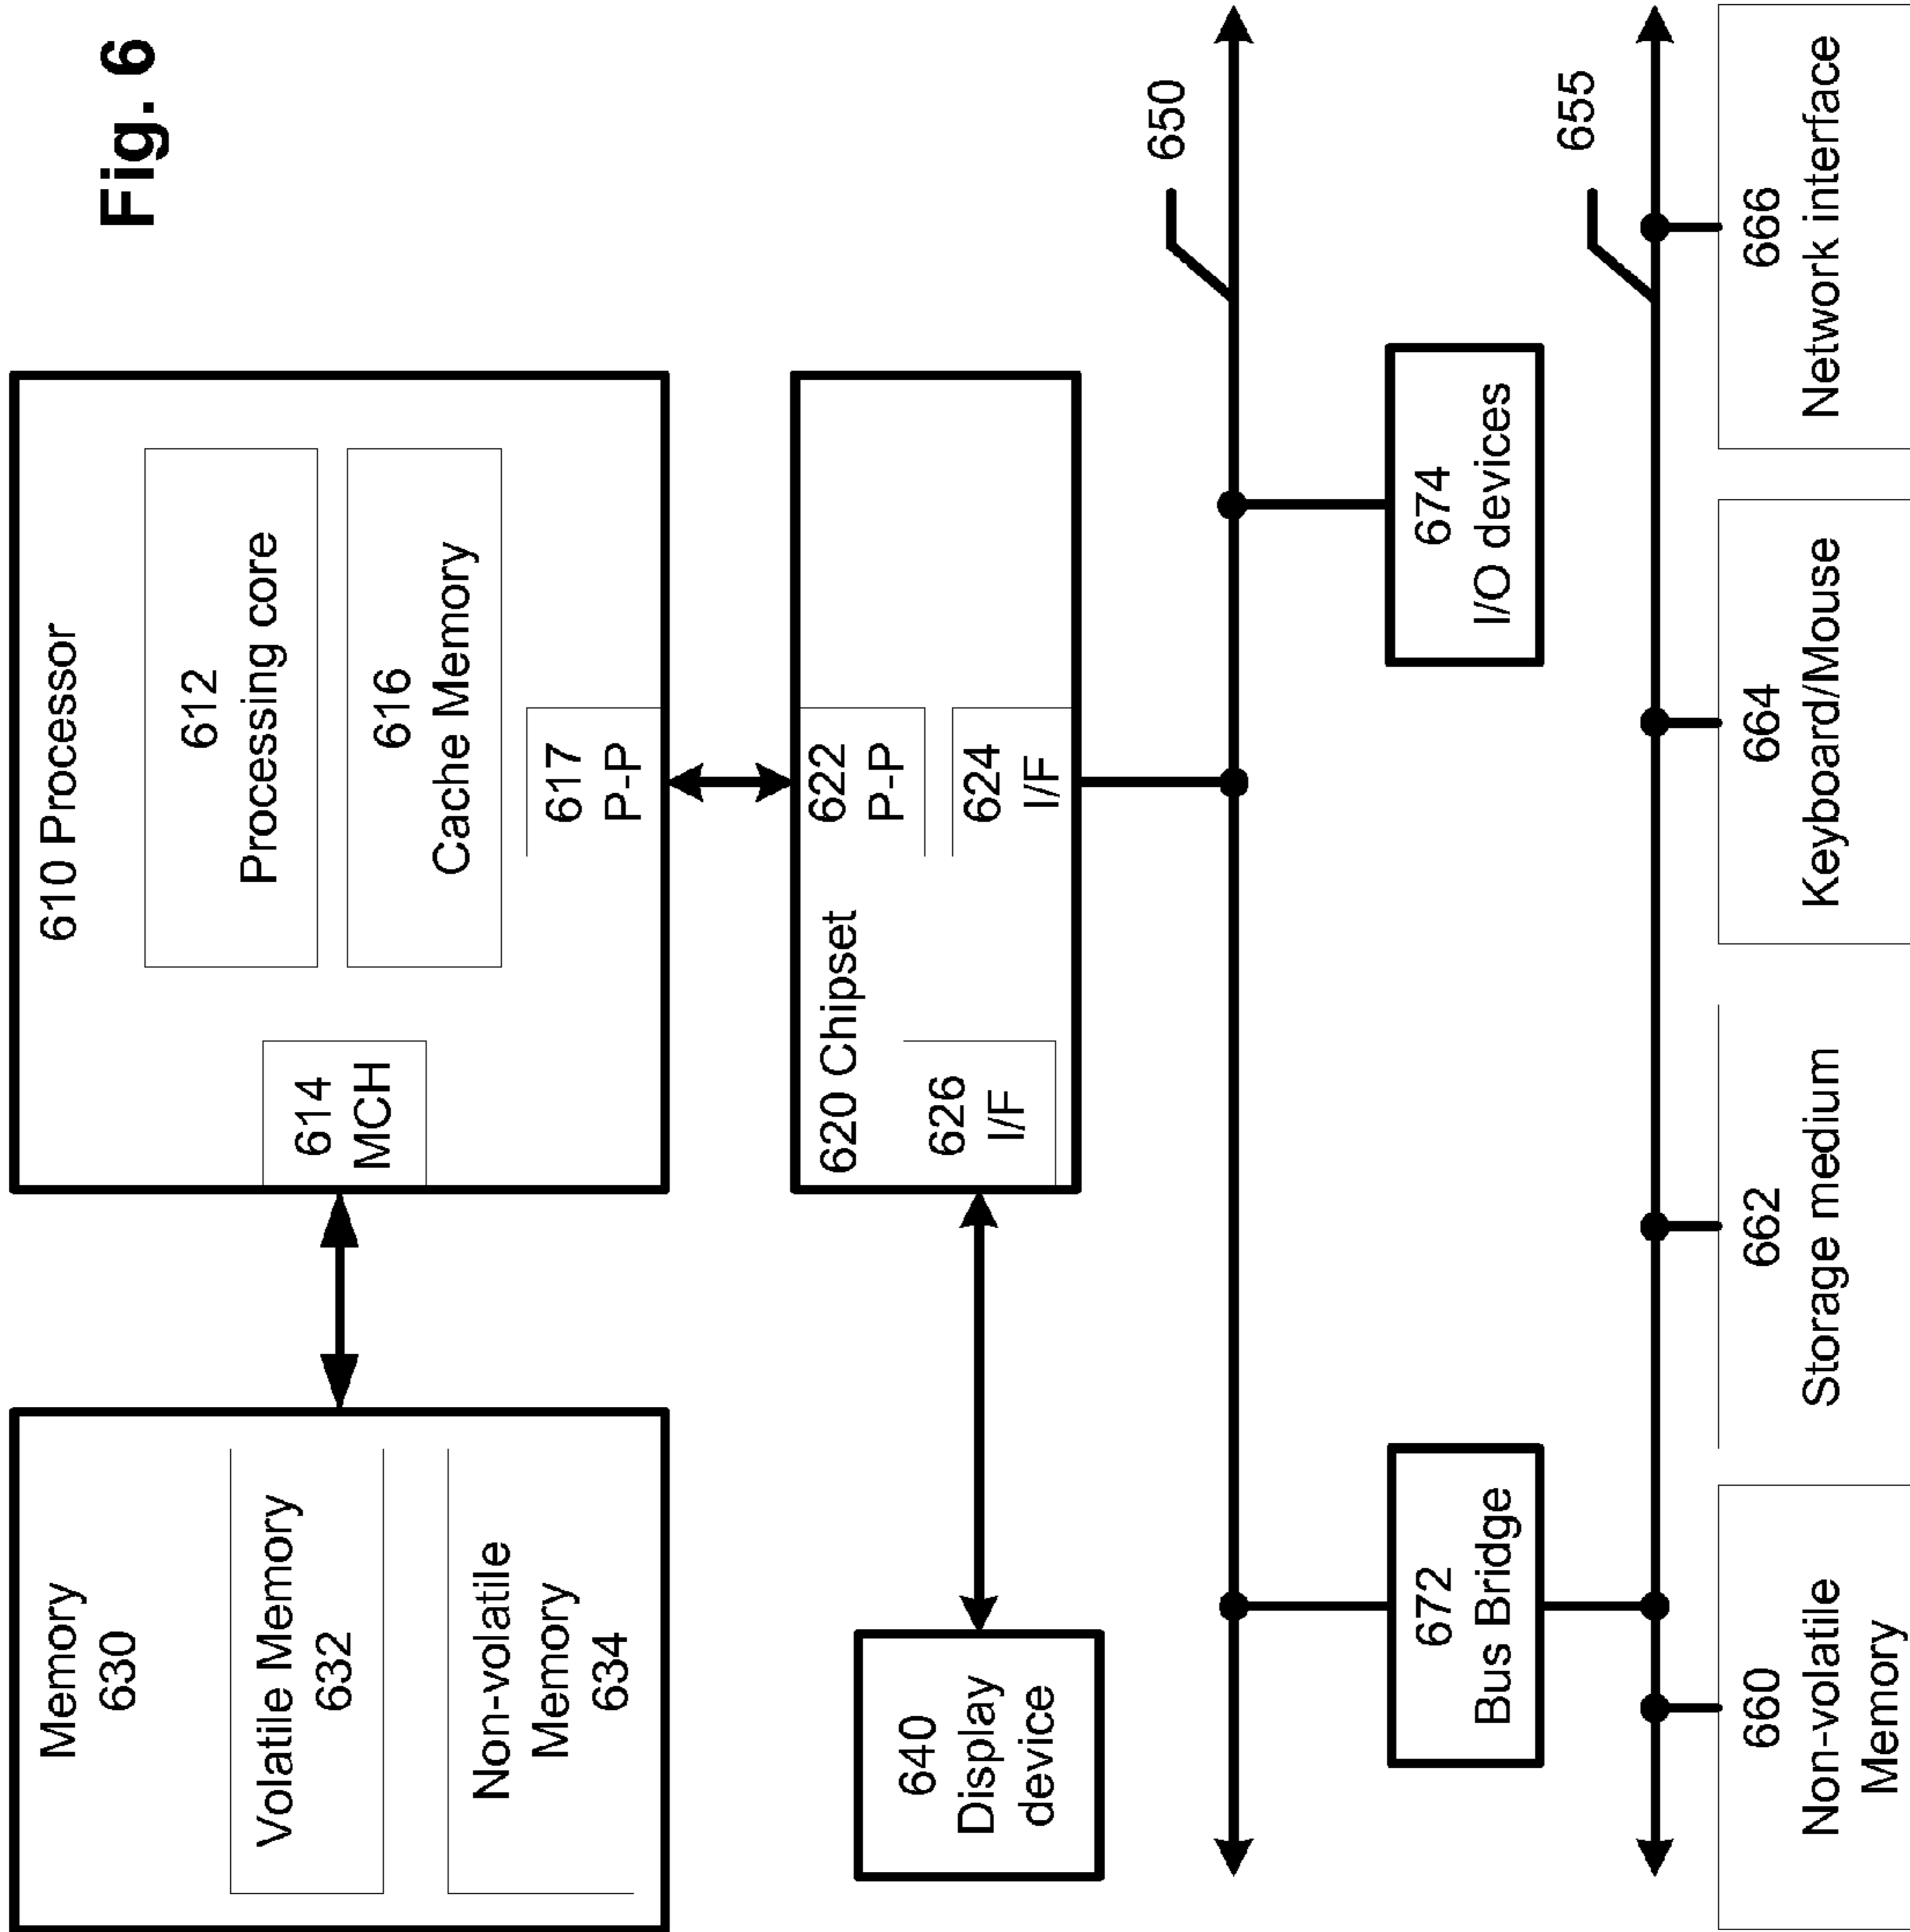 Fig. 6
Memory
630
Volatile Memory
632
Non-volatile
Memory
634
610 Processor
614
MCH
612
Processing core
616
Cache Memory
617
P-P
640
Display
device
620 Chipset
626
I/F
622
P-P
624
I/F
650
672
Bus Bridge
674
I/O devices
655
660
Non-volatile
Memory
662
Storage medium
664
Keyboard/Mouse
666
Network interface